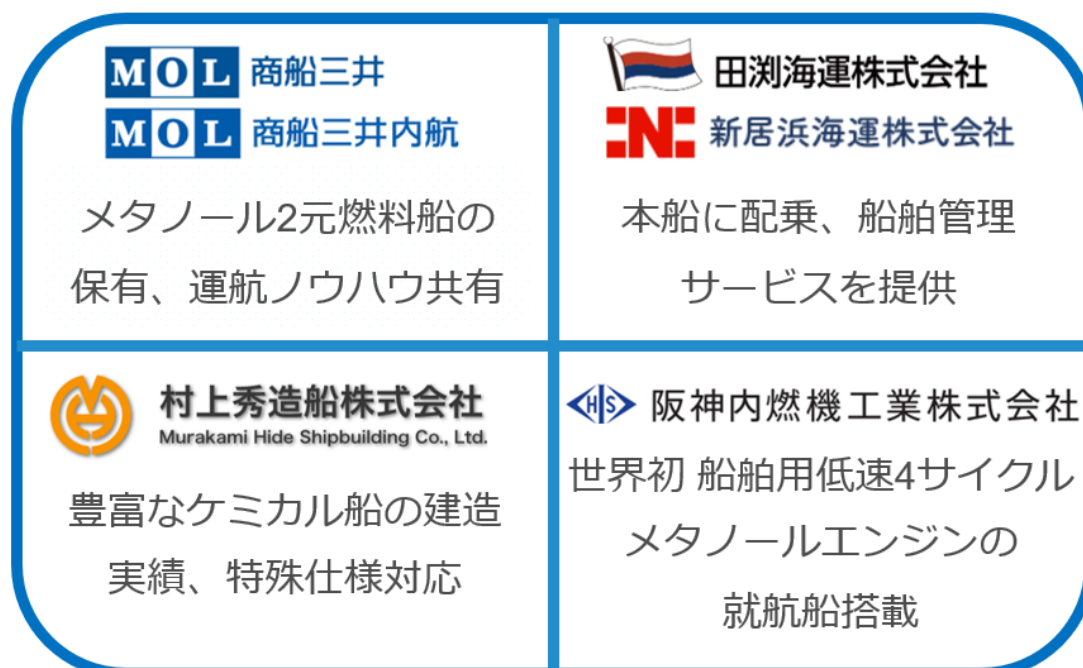 MOL 商船三井
MOL 商船三井内航
メタノール2元燃料船の
保有、運航ノウハウ共有
田渕海運株式会社
N 新居浜海運株式会社
本船に配乗、船舶管理
サービスを提供
村上秀造船株式会社
Murakami Hide Shipbuilding Co., Ltd.
豊富なケミカル船の建造
実績、特殊仕様対応
HS 阪神内燃機工業株式会社
世界初 船舶用低速4サイクル
メタノールエンジンの
就航船搭載